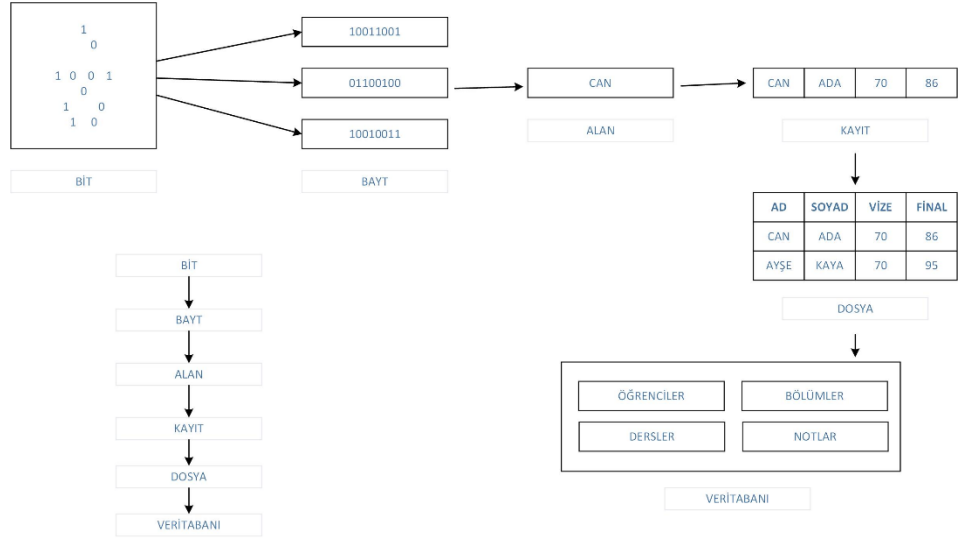 1
0
1 0 0 1
0
1 0
1 0
BİT
10011001
01100100
10010011
BAYT
CAN
ALAN
CAN ADA 70 86
KAYIT
AD SOYAD VİZE FİNAL
CAN ADA 70 86
AYŞE KAYA 70 95
DOSYA
ÖĞRENCİLER BÖLÜMLER
DERSLER NOTLAR
VERİTABANI
BİT
BAYT
ALAN
KAYIT
DOSYA
VERİTABANI